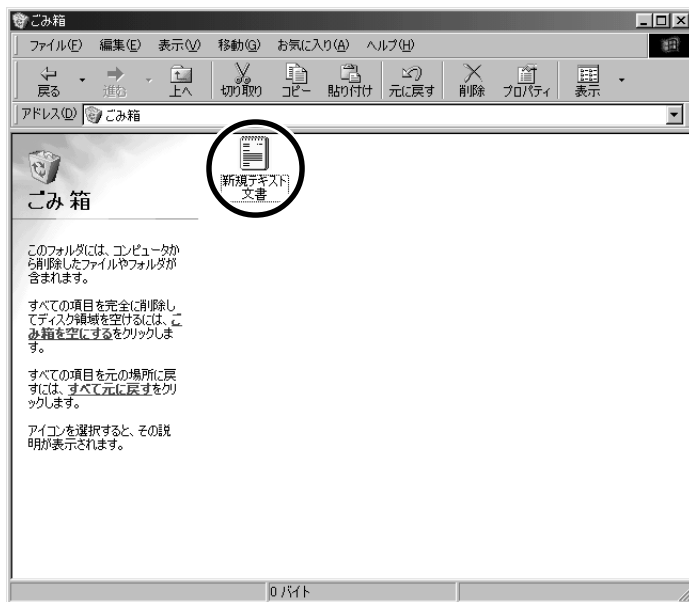 ごみ箱
ファイル(F) 編集(E) 表示(V) 移動(G) お気に入り(A) ヘルプ(H)
戻る 進む 上へ 切り取り コピー 貼り付け 元に戻す 削除 プロパティ 表示
アドレス(D) ごみ箱
新規テキスト
文書
ごみ箱
このフォルダには、コンピュータか
ら削除したファイルやフォルダが
含まれます。
すべての項目を完全に削除し
てディスク領域を空けるには、ご
み箱を空にするをクリックしま
す。
すべての項目を元の場所に戻
すには、すべて元に戻すをクリ
ックします。
アイコンを選択すると、その説
明が表示されます。
0 バイト